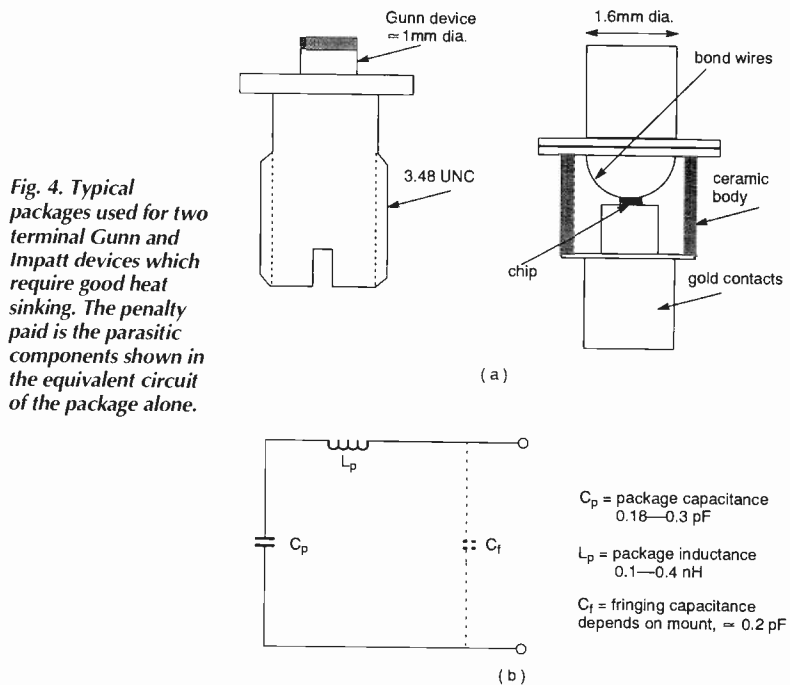 Gunn device
≃ 1mm dia.
1.6mm dia.
bond wires
3.48 UNC
ceramic
body
chip
gold contacts
(a)
Fig. 4. Typical
packages used for two
terminal Gunn and
Impatt devices which
require good heat
sinking. The penalty
paid is the parasitic
components shown in
the equivalent circuit
of the package alone.
Lp
Cp
Cf
Cp = package capacitance
0.18—0.3 pF
Lp = package inductance
0.1—0.4 nH
Cf = fringing capacitance
depends on mount, ≃ 0.2 pF
(b)